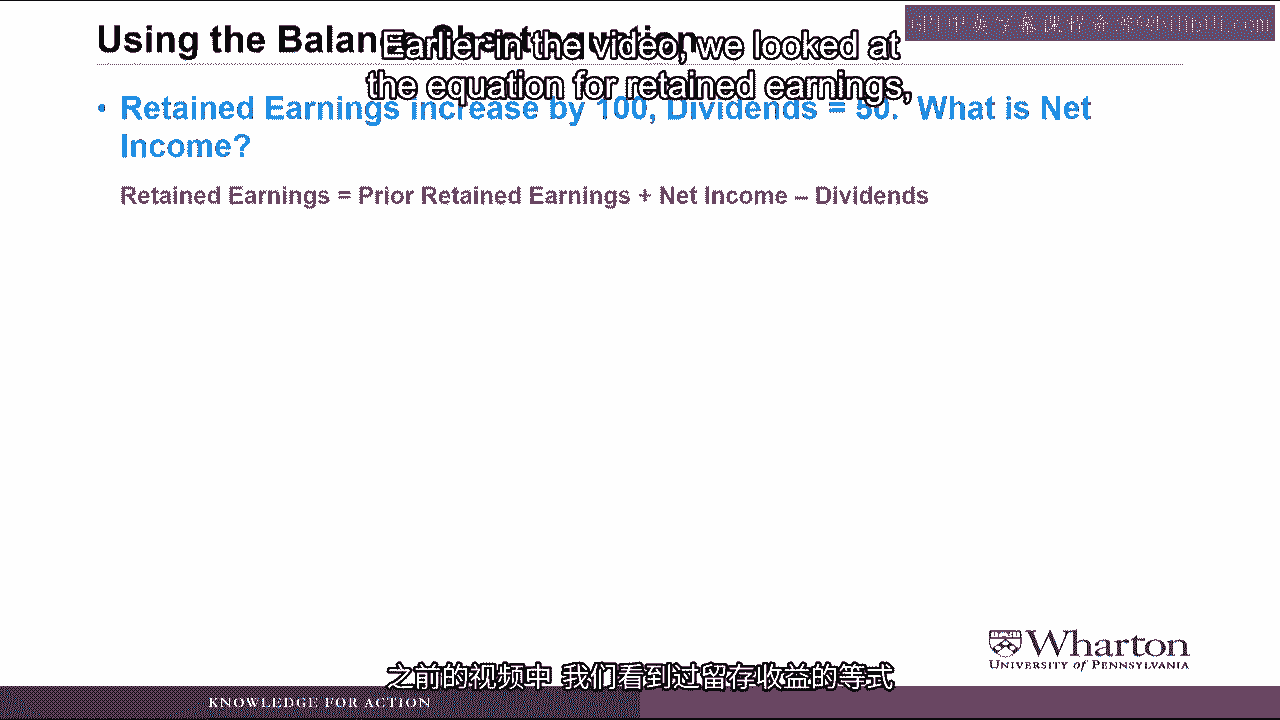 Using the Balance Sheet equation
Earlier in the video, we looked at
the equation for retained earnings,
• Retained Earnings increase by 100, Dividends = 50. What is Net
Income?
Retained Earnings = Prior Retained Earnings + Net Income – Dividends
Wharton
UNIVERSITY of PENNSYLVANIA
之前的视频中 我们看到过留存收益的等式
KNOWLEDGE FOR ACTION